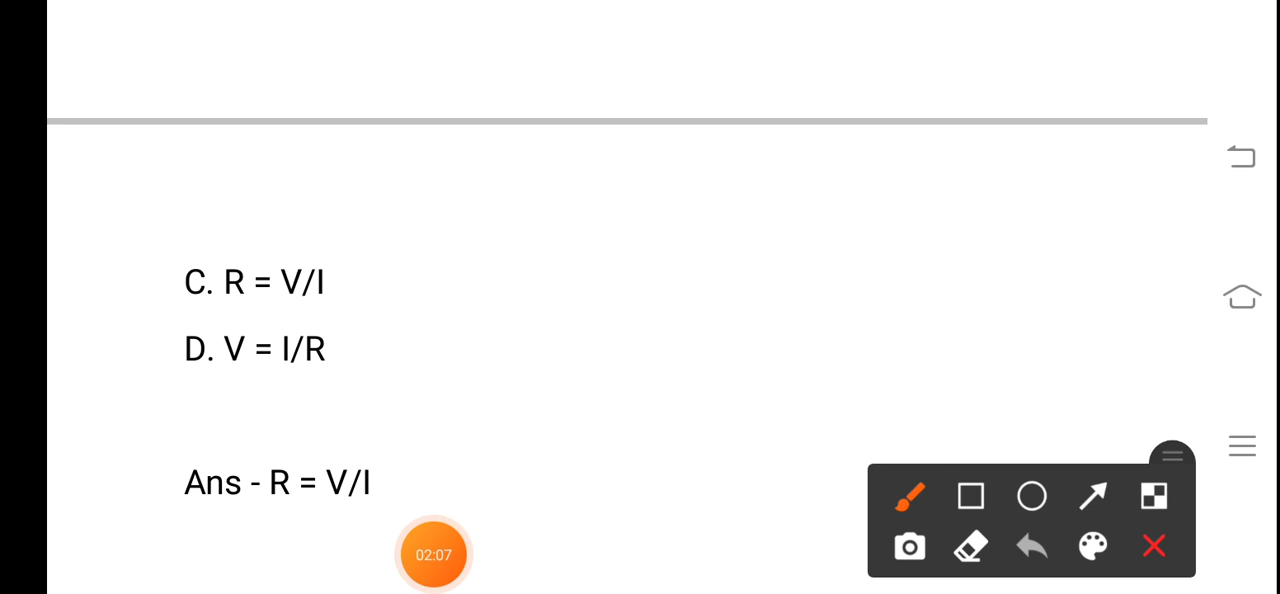 C. R = V/I
D. V = I/R
Ans - R = V/I
02:07